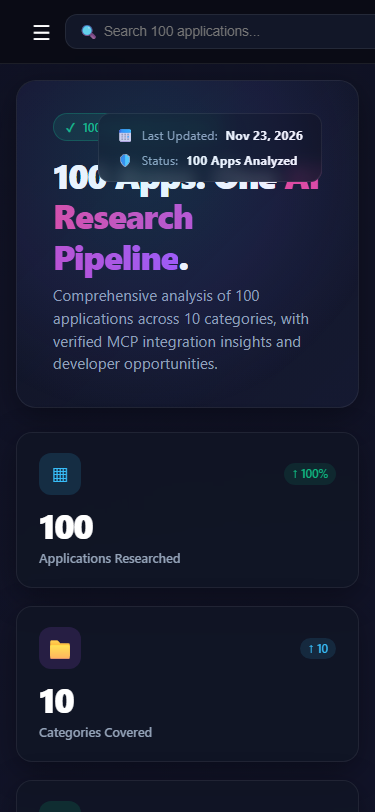 Search 100 applications...
✓ 100
Last Updated: Nov 23, 2026
Status: 100 Apps Analyzed
100 Apps. One AI
Research
Pipeline.
Comprehensive analysis of 100
applications across 10 categories, with
verified MCP integration insights and
developer opportunities.
↑ 100%
100
Applications Researched
↑ 10
10
Categories Covered